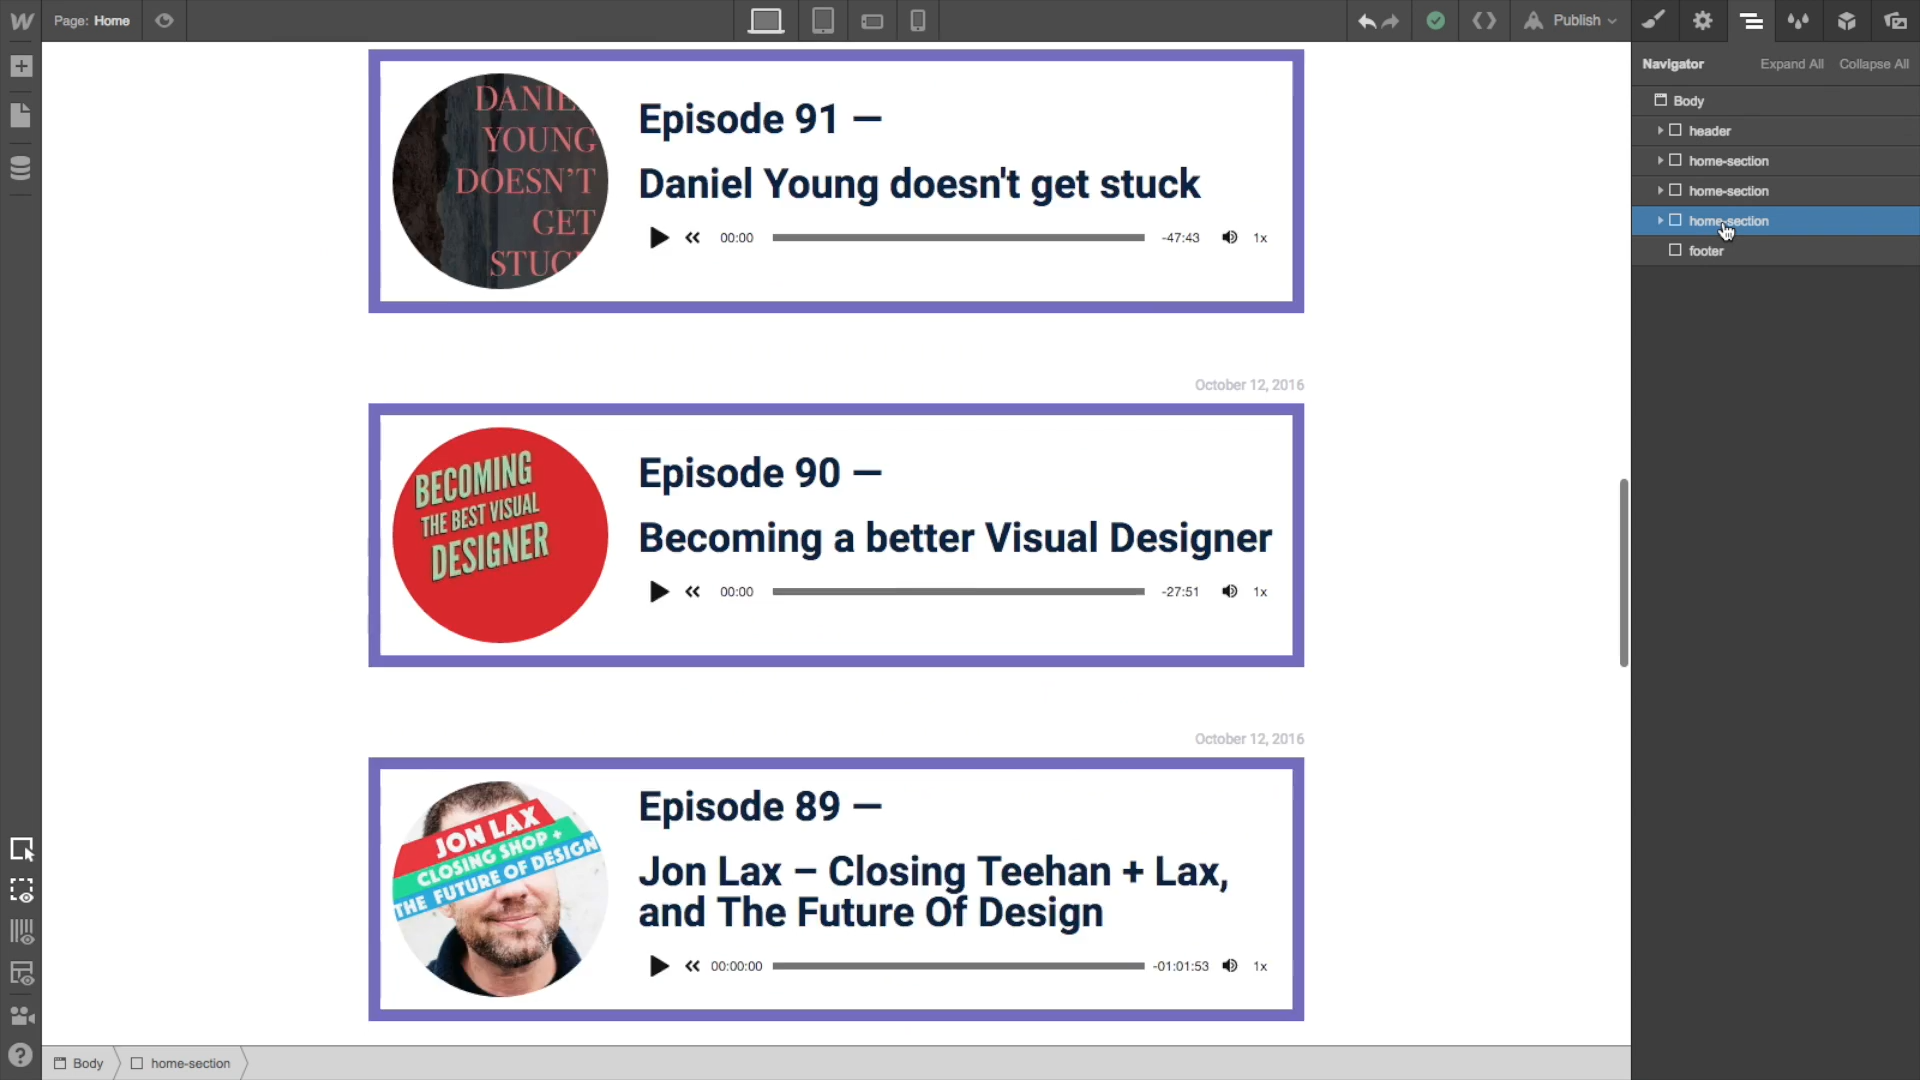 Page: Home
Publish
DANIEL
YOUNG
DOESN'T
GET
STUCK
Episode 91 —
Daniel Young doesn't get stuck
00:00
-47:43
1x
October 12, 2016
BECOMING
THE BEST VISUAL
DESIGNER
Episode 90 —
Becoming a better Visual Designer
00:00
-27:51
1x
October 12, 2016
JON LAX
CLOSING SHOP +
THE FUTURE OF DESIGN
Episode 89 —
Jon Lax – Closing Teehan + Lax,
and The Future Of Design
00:00:00
-01:01:53
1x
Body
home-section
Navigator
Expand All
Collapse All
Body
header
home-section
home-section
home-section
footer